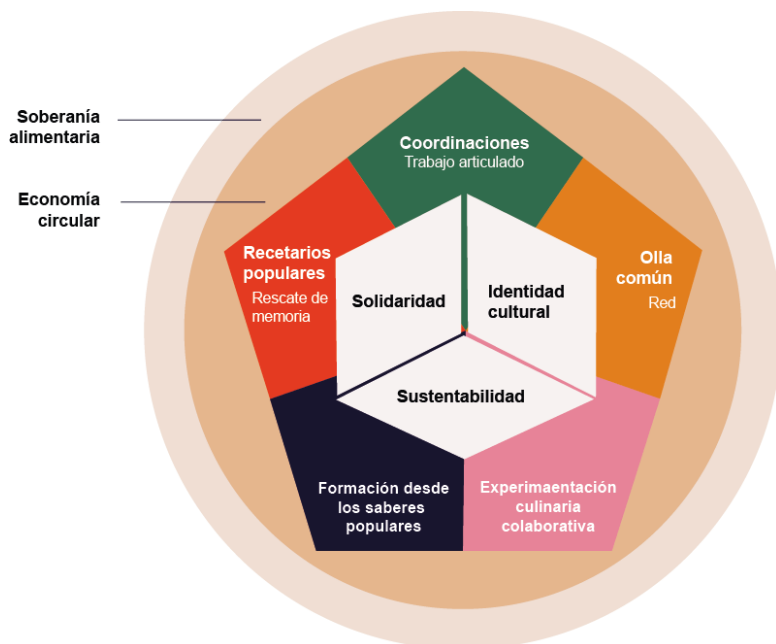 Soberanía
alimentaria
Economía
circular
Coordinaciones
Trabajo articulado
Recetarios
populares
Rescate de
memoria
Olla
común
Red
Solidaridad
Identidad
cultural
Sustentabilidad
Formación desde
los saberes
populares
Experimaentación
culinaria
colaborativa